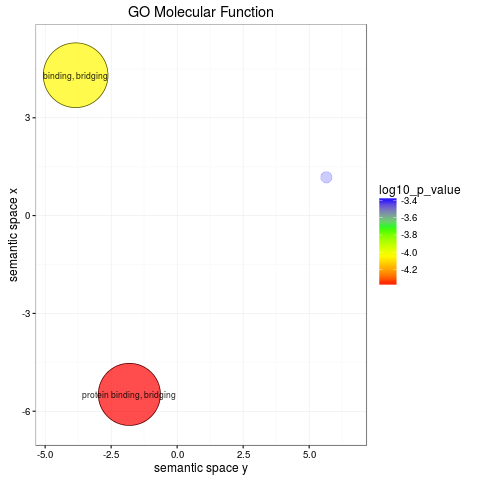 GO Molecular Function
binding, bridging
protein binding, bridging
3
0
-3
-6
-5.0
-2.5
0.0
2.5
5.0
semantic space x
semantic space y
log10_p_value
-3.4
-3.6
-3.8
-4.0
-4.2